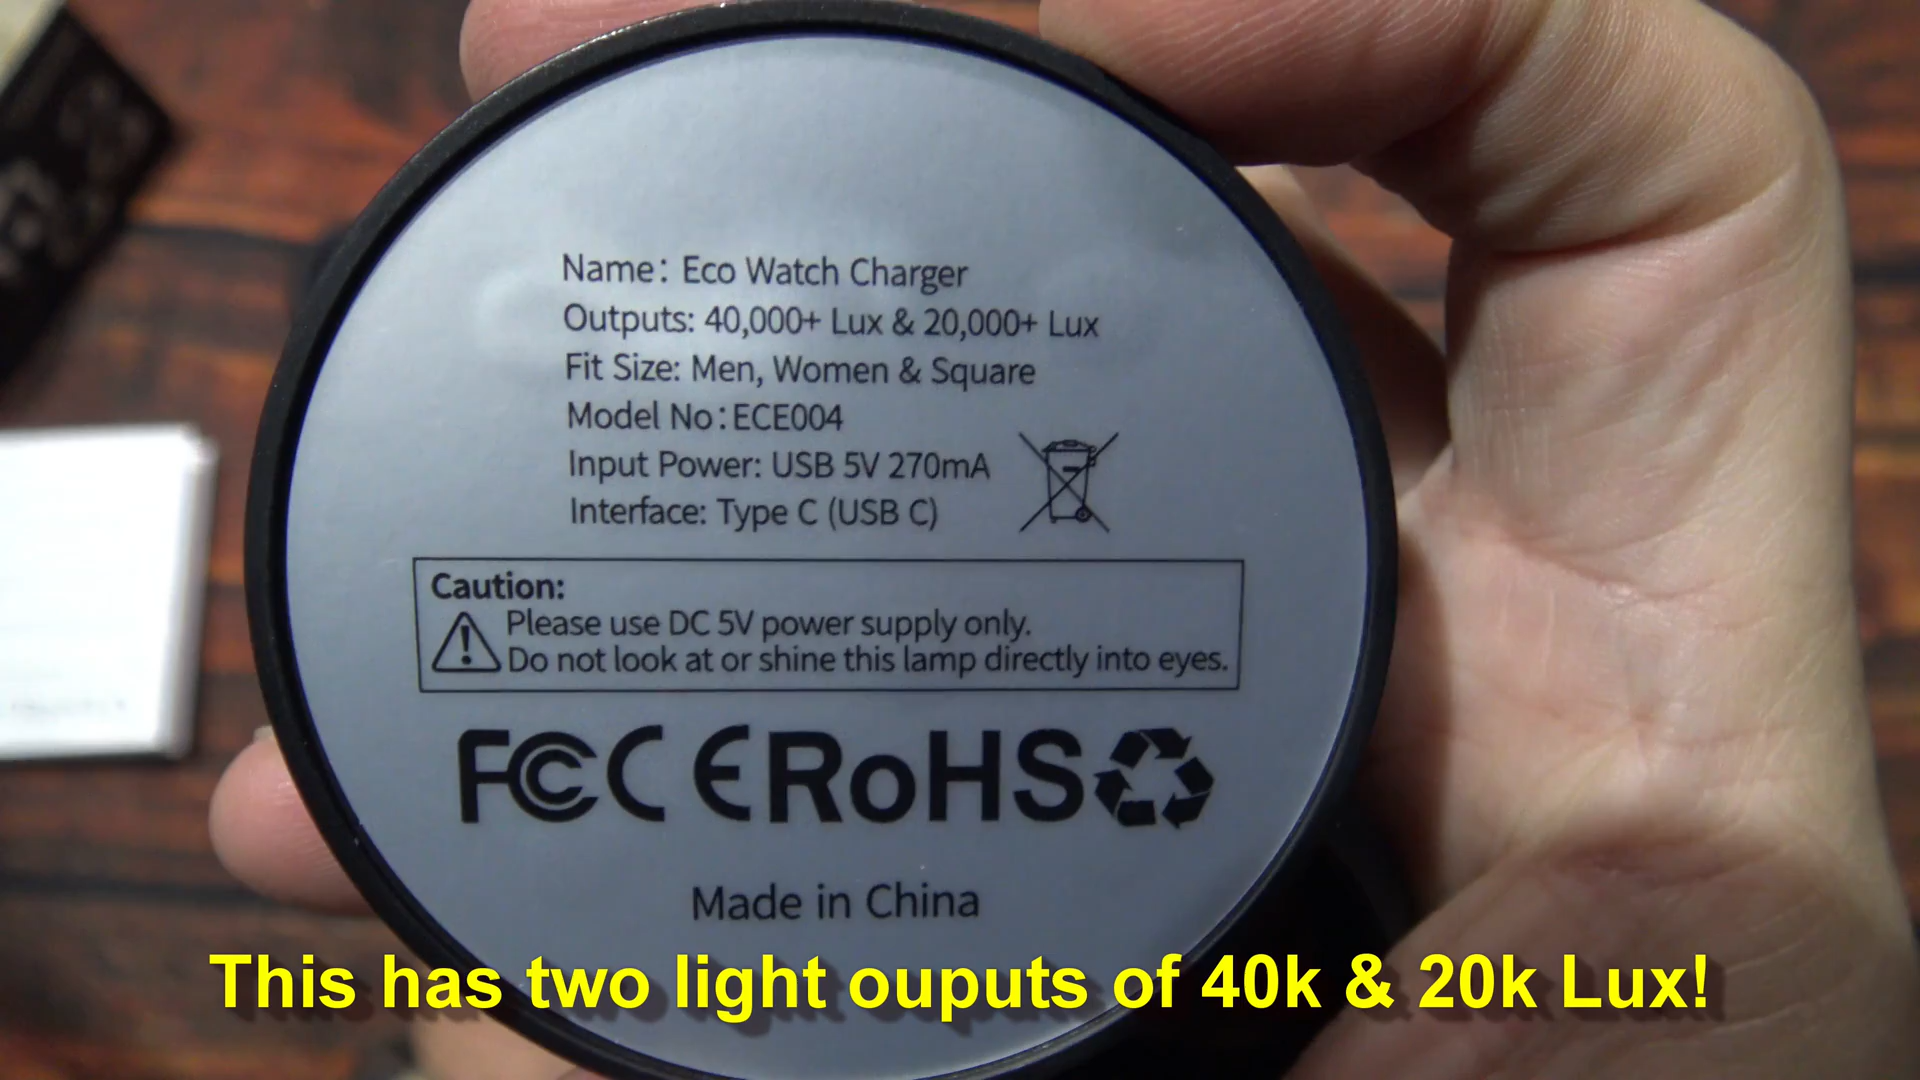 Name: Eco Watch Charger
Outputs: 40,000+ Lux & 20,000+ Lux
Fit Size: Men, Women & Square
Model No:ECE004
Input Power: USB 5V 270mA
Interface: Type C (USB C)
Caution:
Please use DC 5V power supply only.
Do not look at or shine this lamp directly into eyes.
FC CE RoHS
Made in China
This has two light ouputs of 40k & 20k Lux!